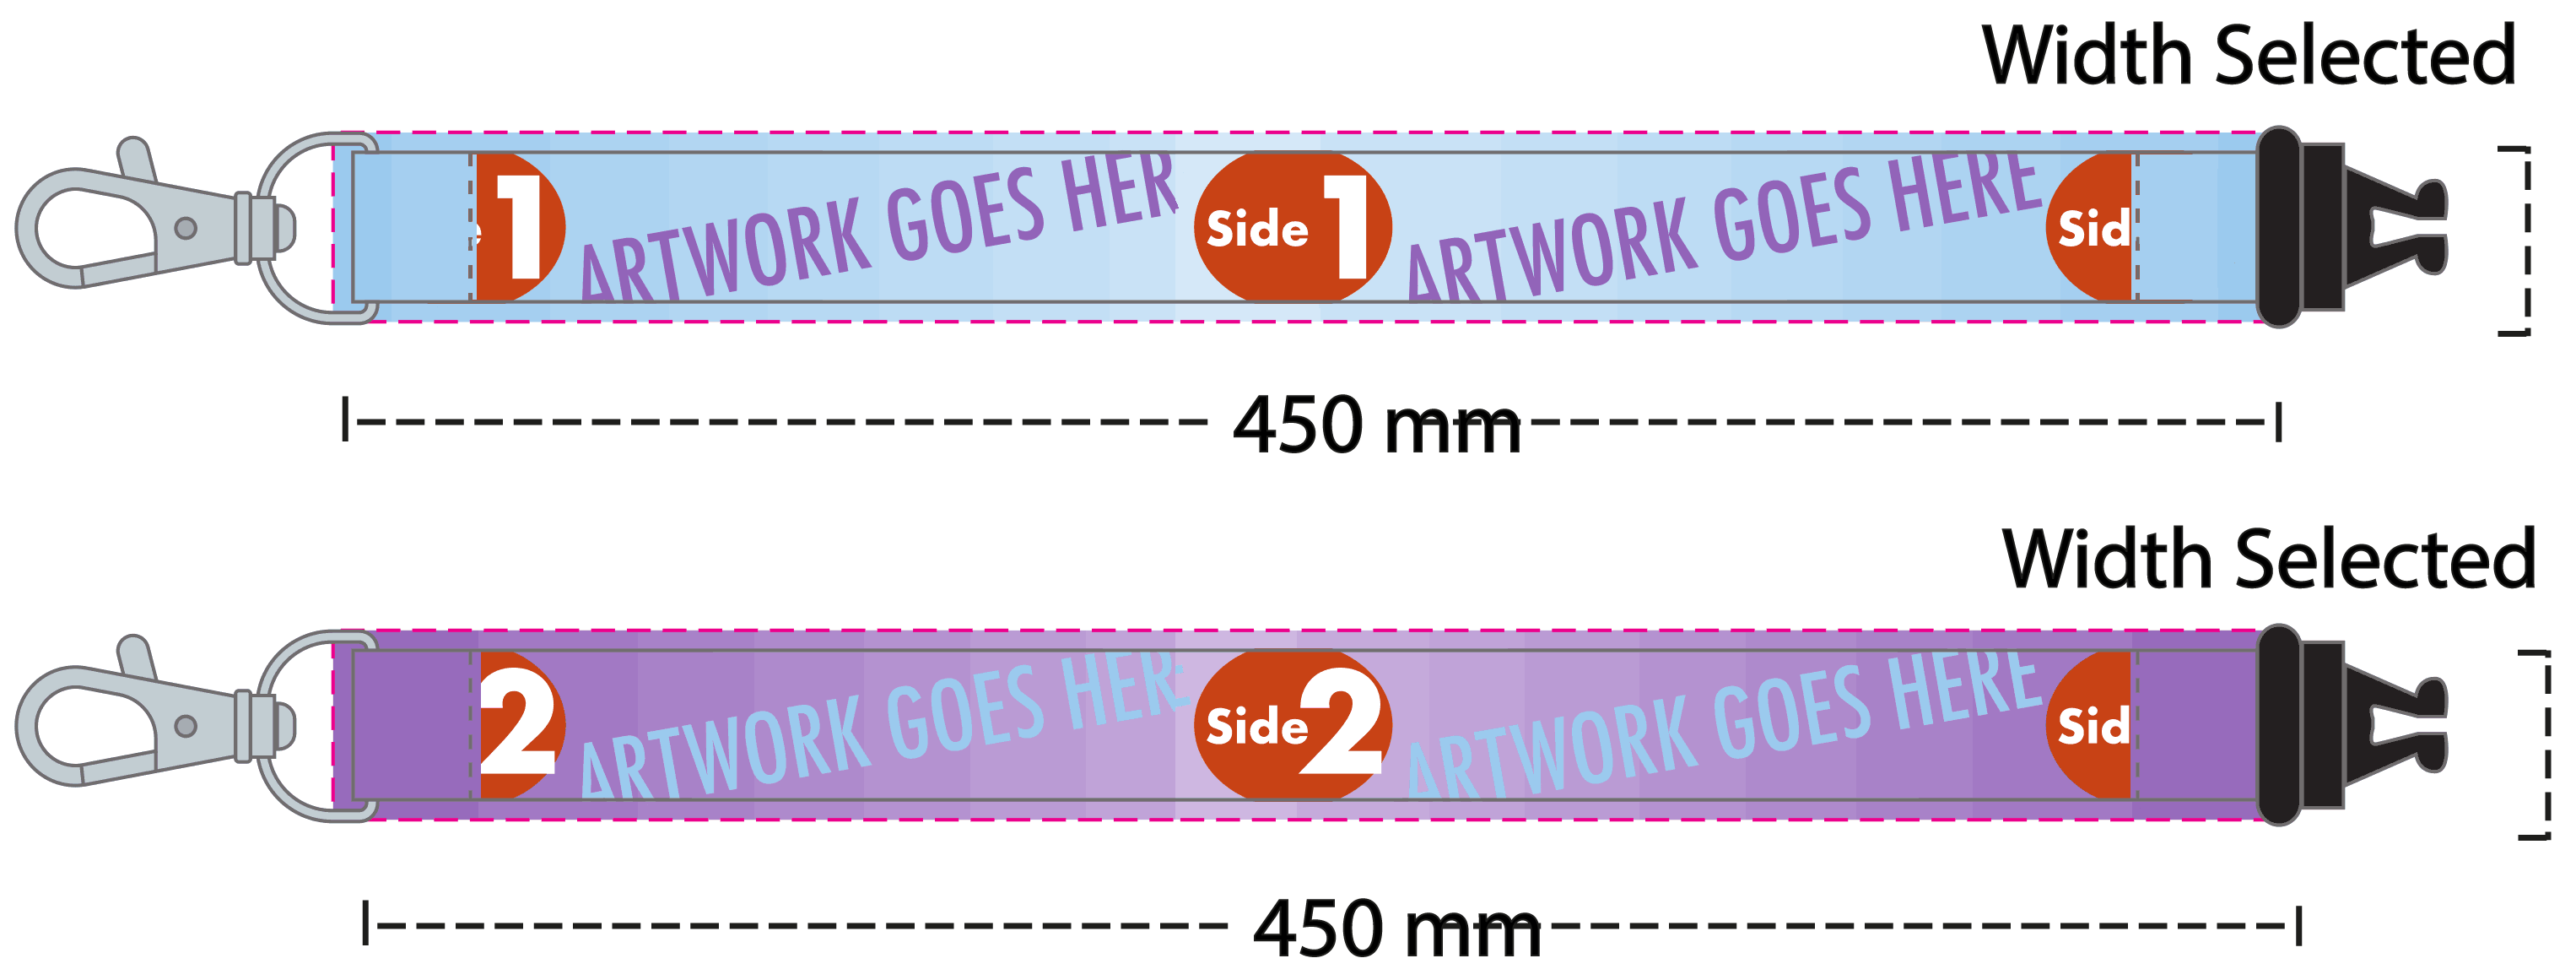 Width Selected
1 ARTWORK GOES HER Side 1 ARTWORK GOES HERE Sid
450 mm
Width Selected
2 ARTWORK GOES HER Side 2 ARTWORK GOES HERE Sid
450 mm